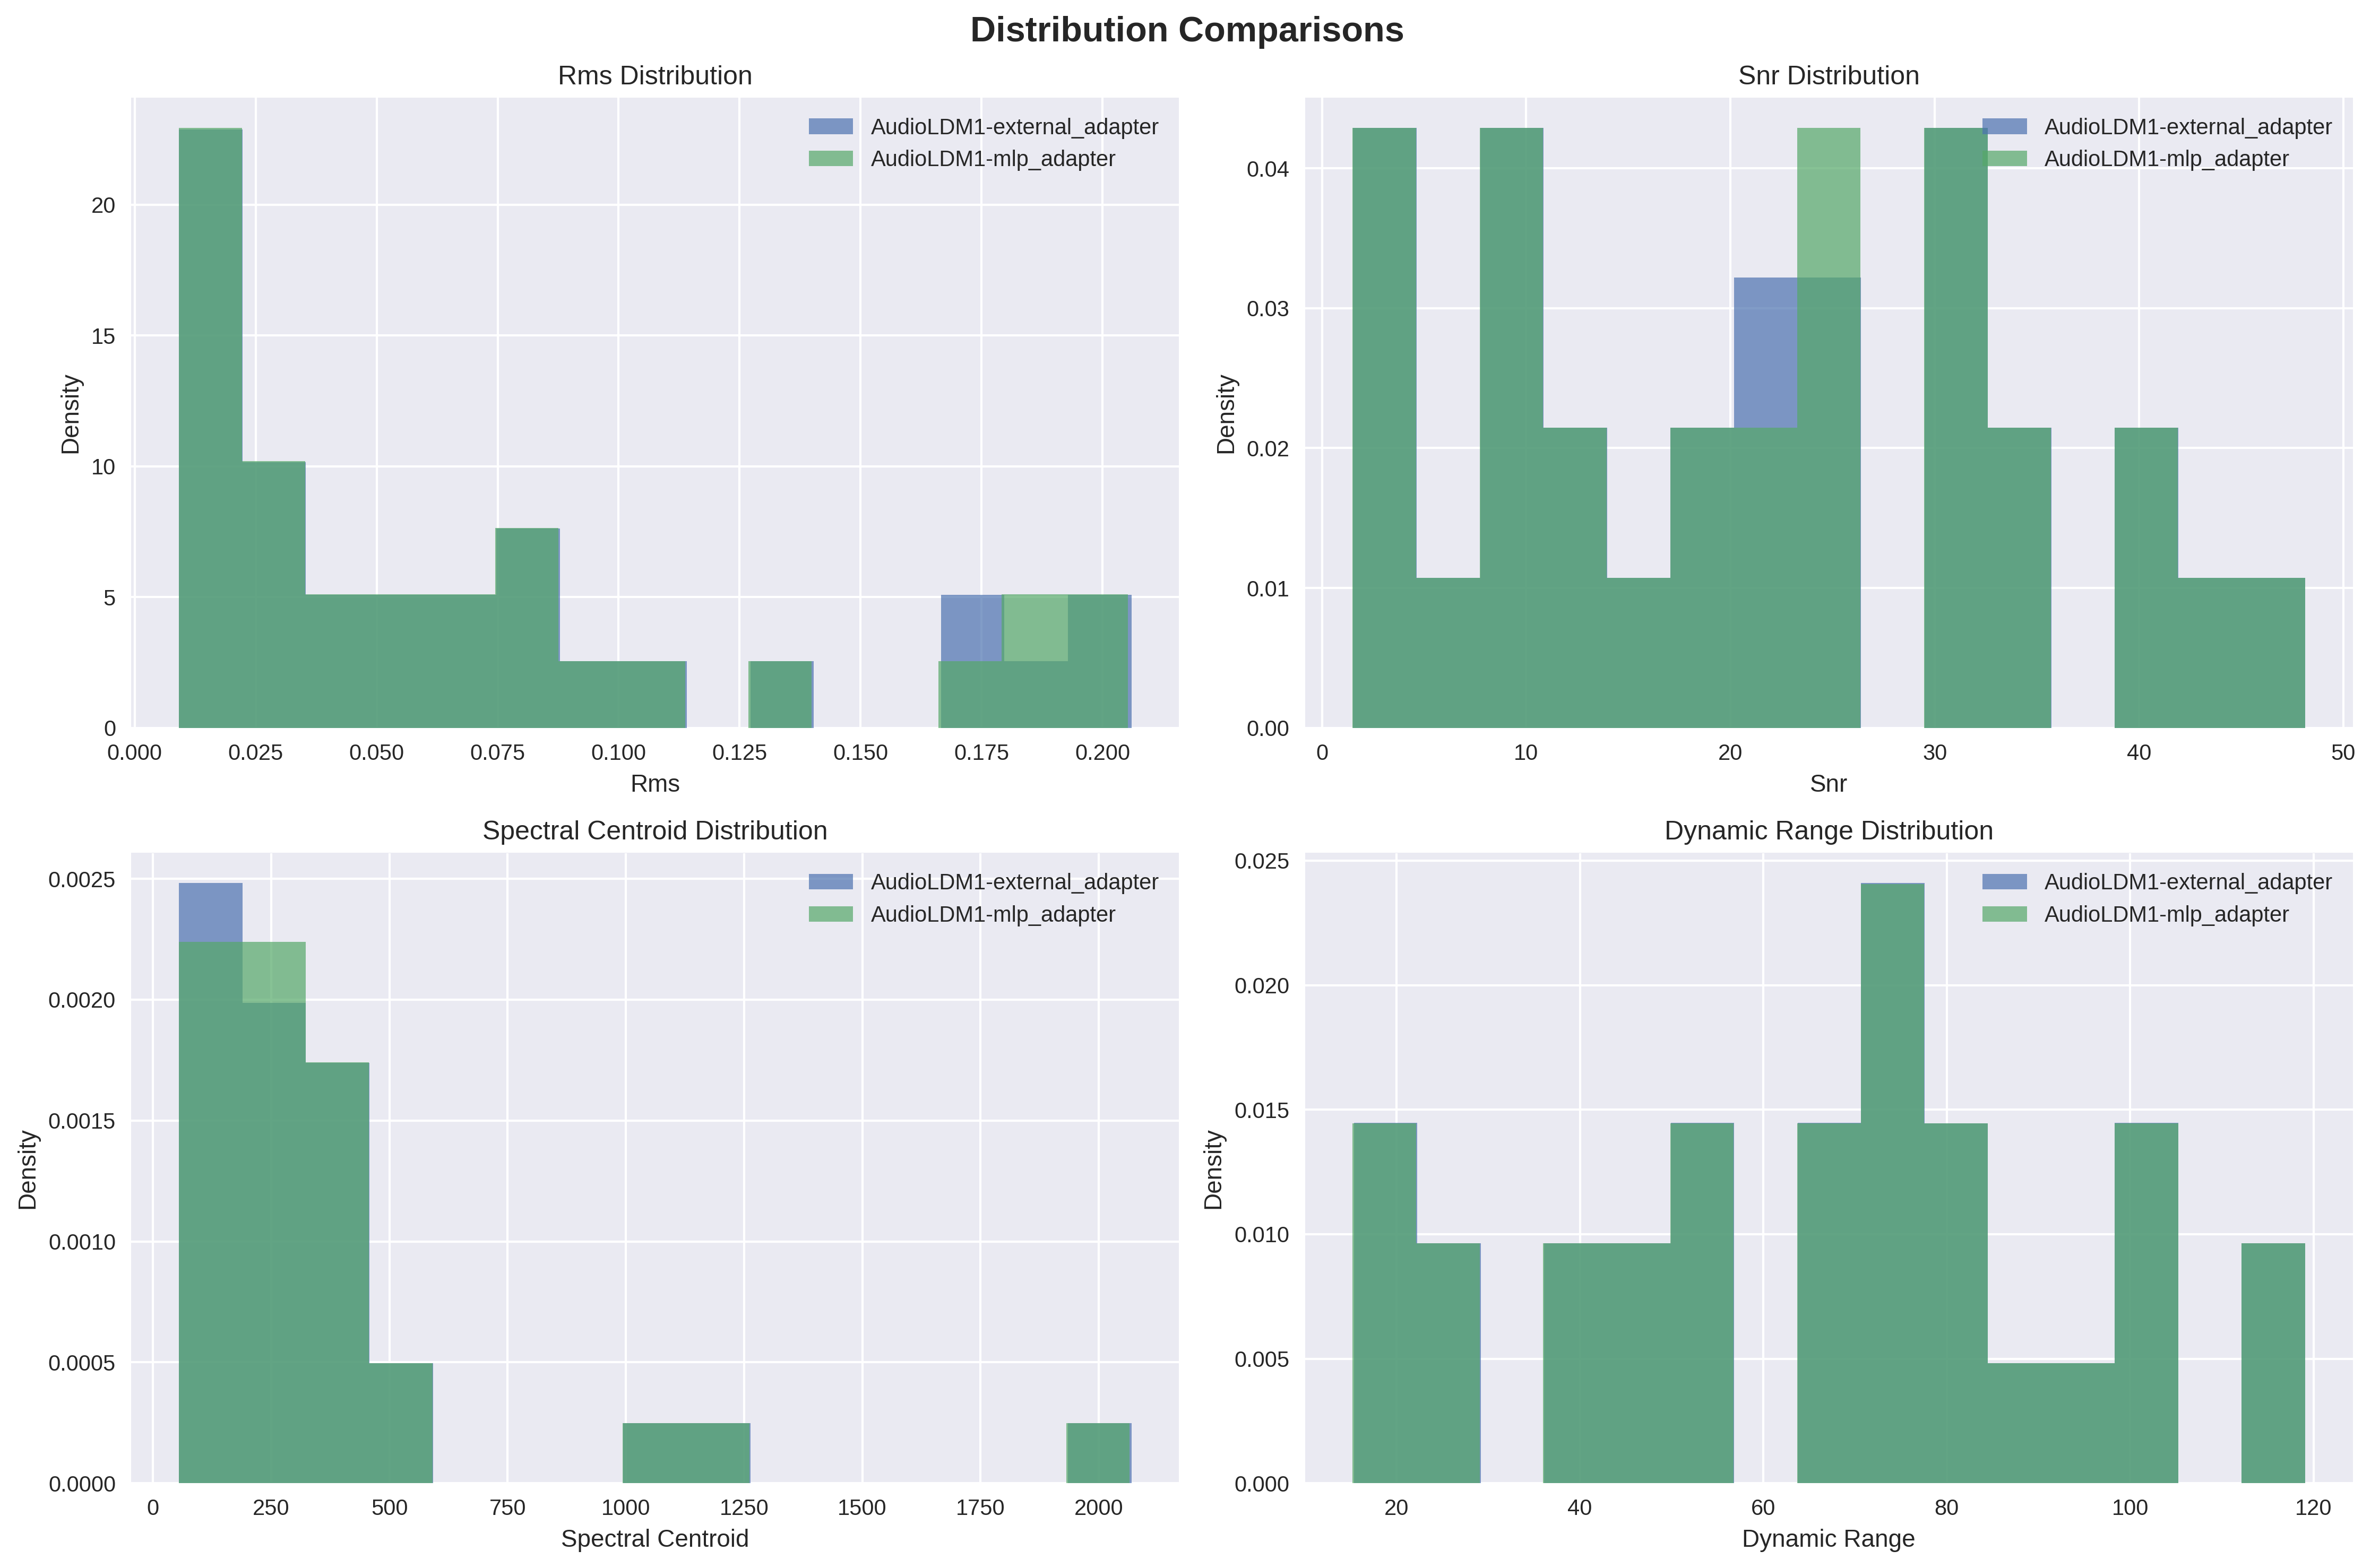 Distribution Comparisons
Rms Distribution
AudioLDM1-external_adapter
AudioLDM1-mlp_adapter
Density
20
15
10
5
0
0.000 0.025 0.050 0.075 0.100 0.125 0.150 0.175 0.200
Rms
Snr Distribution
AudioLDM1-external_adapter
AudioLDM1-mlp_adapter
Density
0.04
0.03
0.02
0.01
0.00
0 10 20 30 40 50
Snr
Spectral Centroid Distribution
AudioLDM1-external_adapter
AudioLDM1-mlp_adapter
Density
0.0025
0.0020
0.0015
0.0010
0.0005
0.0000
0 250 500 750 1000 1250 1500 1750 2000
Spectral Centroid
Dynamic Range Distribution
AudioLDM1-external_adapter
AudioLDM1-mlp_adapter
Density
0.025
0.020
0.015
0.010
0.005
0.000
20 40 60 80 100 120
Dynamic Range